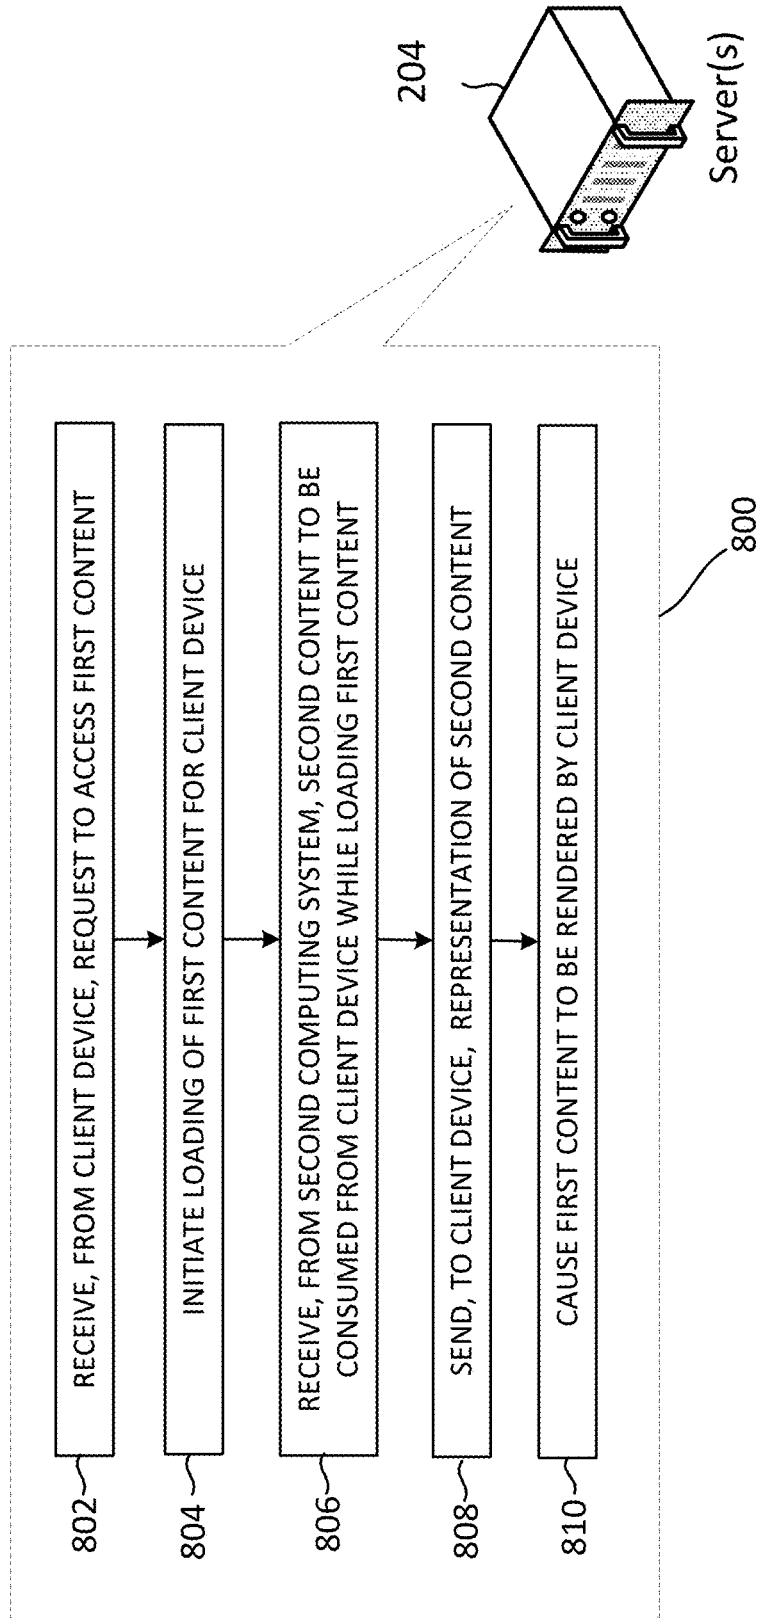 802
RECEIVE, FROM CLIENT DEVICE, REQUEST TO ACCESS FIRST CONTENT
804
INITIATE LOADING OF FIRST CONTENT FOR CLIENT DEVICE
806
RECEIVE, FROM SECOND COMPUTING SYSTEM, SECOND CONTENT TO BE
CONSUMED FROM CLIENT DEVICE WHILE LOADING FIRST CONTENT
808
SEND, TO CLIENT DEVICE, REPRESENTATION OF SECOND CONTENT
810
CAUSE FIRST CONTENT TO BE RENDERED BY CLIENT DEVICE
800
204
Server(s)